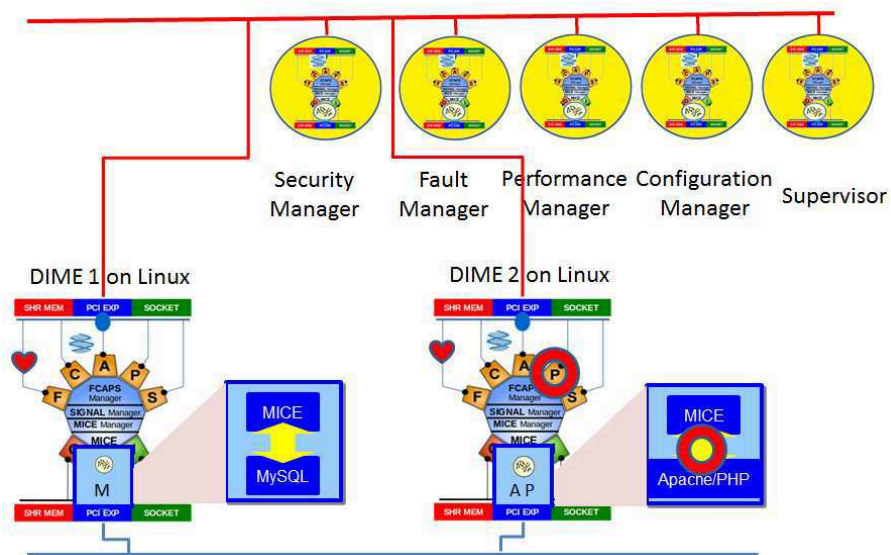 Security
Manager
Fault
Manager
Performance
Manager
Configuration
Manager
Supervisor
DIME 1 on Linux
DIME 2 on Linux
SHR MEM PCI EXP SOCKET
SHR MEM PCI EXP SOCKET
F C A P S
FCAPS
Manager
SIGNAL Manager
MICE Manager
MICE
M
SHR MEM PCI EXP SOCKET
MICE
MySQL
F C A P S
FCAPS
Manager
SIGNAL Manager
MICE Manager
MICE
A P
SHR MEM PCI EXP SOCKET
MICE
Apache/PHP